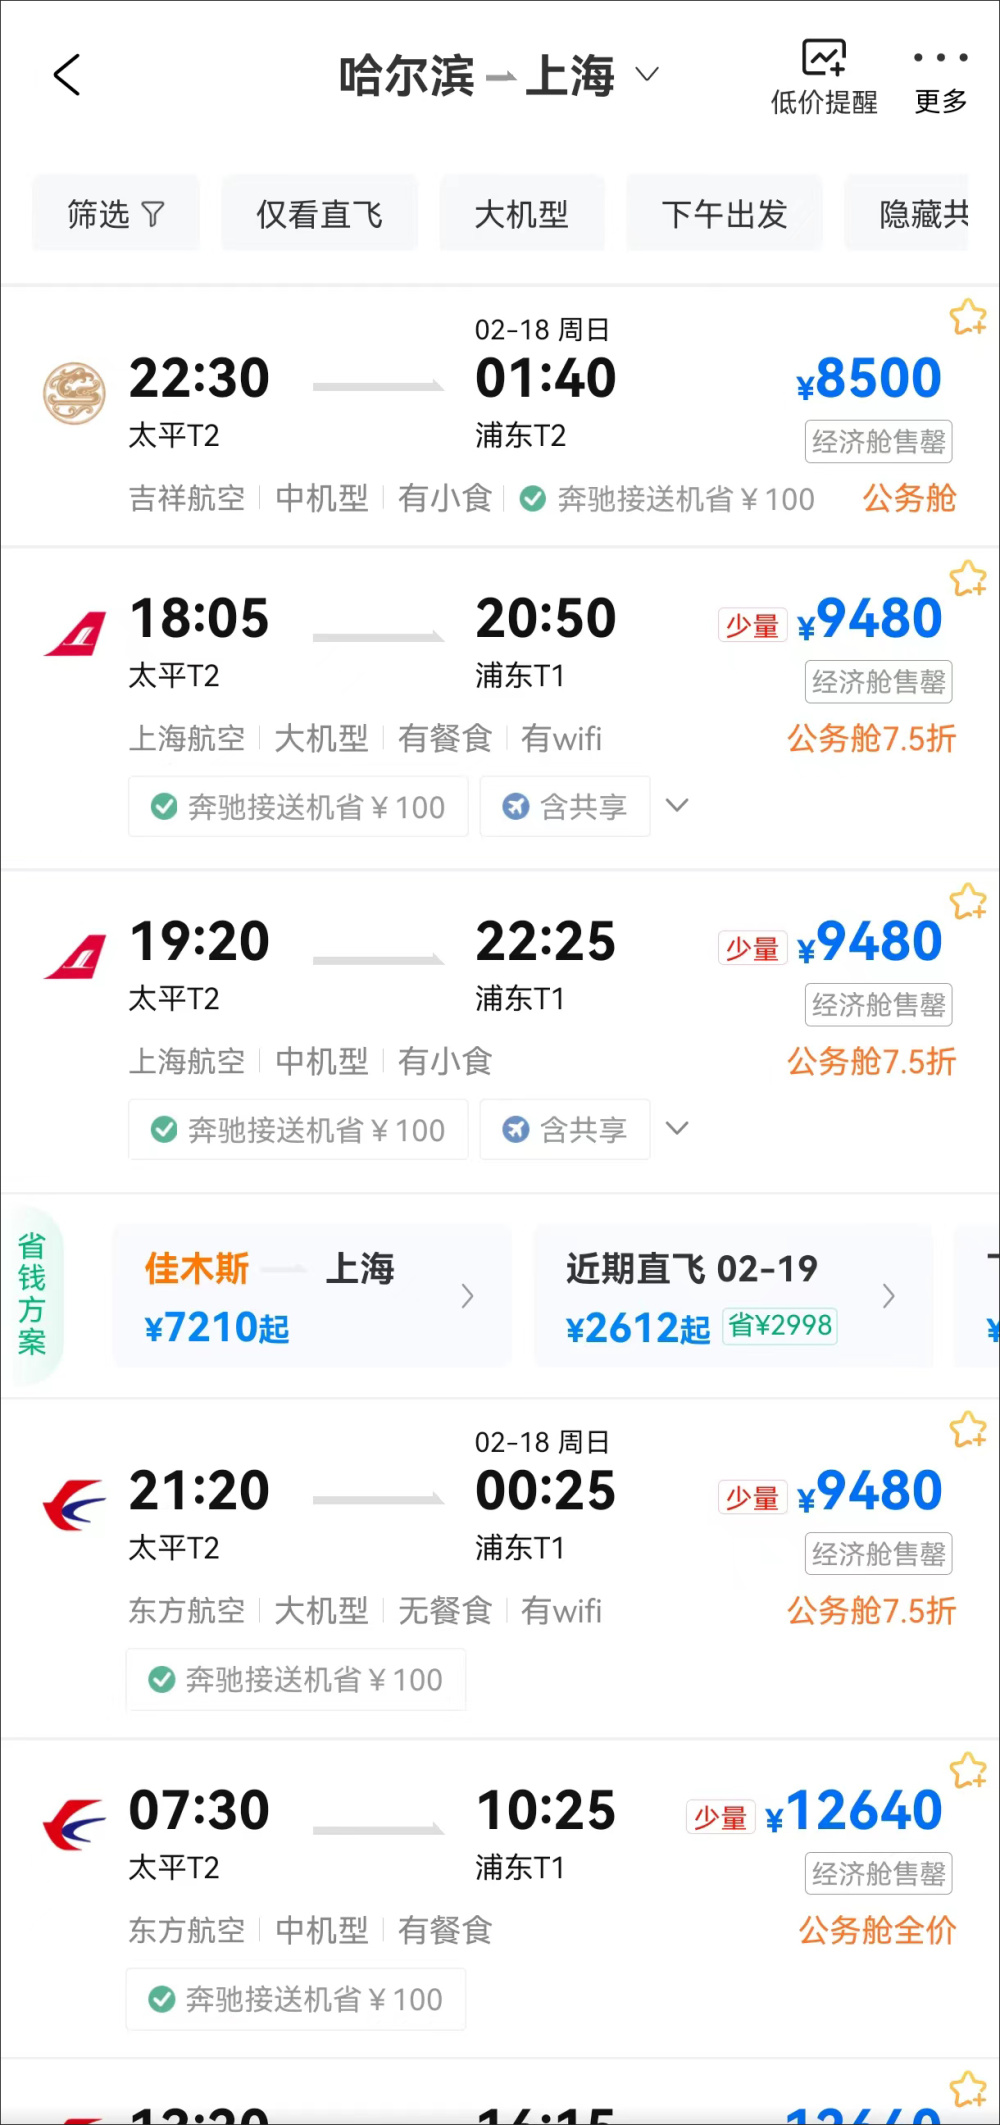 哈尔滨 上海
低价提醒
更多
筛选 仅看直飞 大机型 下午出发 隐藏共
02-18 周日
22:30 01:40 ¥8500
太平T2 浦东T2 经济舱售罄
吉祥航空 中机型 有小食 奔驰接送机省¥100 公务舱
18:05 20:50 少量 ¥9480
太平T2 浦东T1 经济舱售罄
上海航空 大机型 有餐食 有wifi 公务舱7.5折
奔驰接送机省¥100 含共享
19:20 22:25 少量 ¥9480
太平T2 浦东T1 经济舱售罄
上海航空 中机型 有小食 公务舱7.5折
奔驰接送机省¥100 含共享
省钱方案
佳木斯 上海
¥7210起
近期直飞 02-19
¥2612起 省¥2998
¥
02-18 周日
21:20 00:25 少量 ¥9480
太平T2 浦东T1 经济舱售罄
东方航空 大机型 无餐食 有wifi 公务舱7.5折
奔驰接送机省¥100
07:30 10:25 少量 ¥12640
太平T2 浦东T1 经济舱售罄
东方航空 中机型 有餐食 公务舱全价
奔驰接送机省¥100
16:15 12640